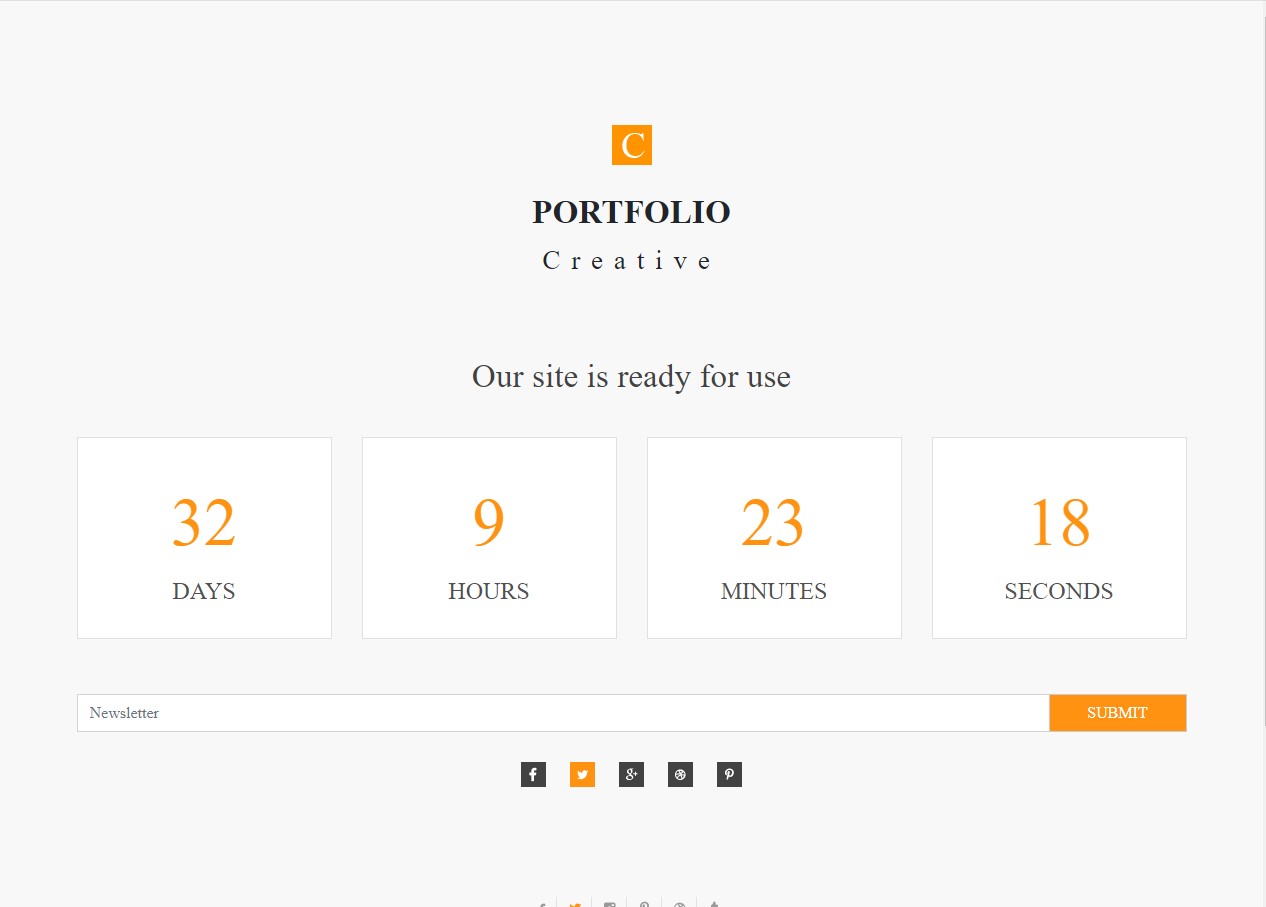 C
PORTFOLIO
Creative
Our site is ready for use
32 9 23 18
DAYS HOURS MINUTES SECONDS
Newsletter SUBMIT